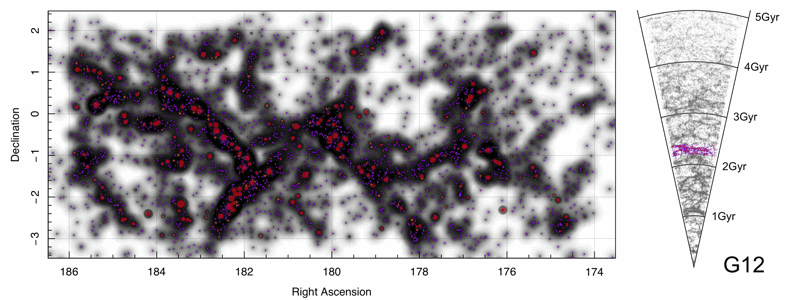 2
1
0
−1
−2
−3
Declination
186 184 182 180 178 176 174
Right Ascension
5Gyr
4Gyr
3Gyr
2Gyr
1Gyr
G12